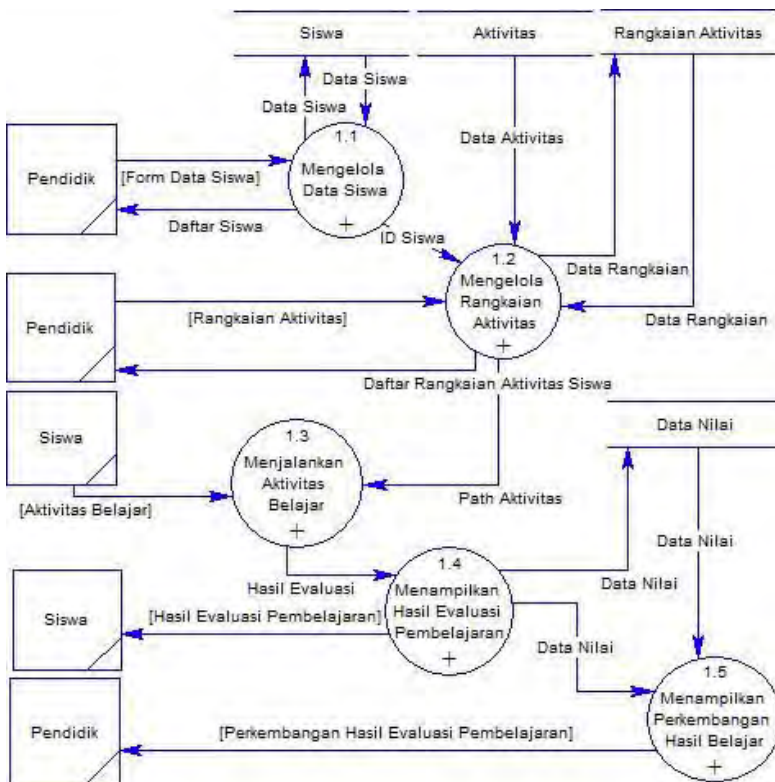 Siswa
Aktivitas
Rangkaian Aktivitas
Data Siswa
Data Siswa
Data Aktivitas
Pendidik
[Form Data Siswa]
Daftar Siswa
1.1
Mengelola
Data Siswa
+
ID Siswa
1.2
Mengelola
Rangkaian
Aktivitas
+
Data Rangkaian
Data Rangkaian
Pendidik
[Rangkaian Aktivitas]
Daftar Rangkaian Aktivitas Siswa
Siswa
[Aktivitas Belajar]
1.3
Menjalankan
Aktivitas
Belajar
+
Path Aktivitas
Data Nilai
Hasil Evaluasi
1.4
Menampilkan
Hasil Evaluasi
Pembelajaran
+
Data Nilai
Data Nilai
Data Nilai
Siswa
[Hasil Evaluasi Pembelajaran]
Pendidik
[Perkembangan Hasil Evaluasi Pembelajaran]
1.5
Menampilkan
Perkembangan
Hasil Belajar
+